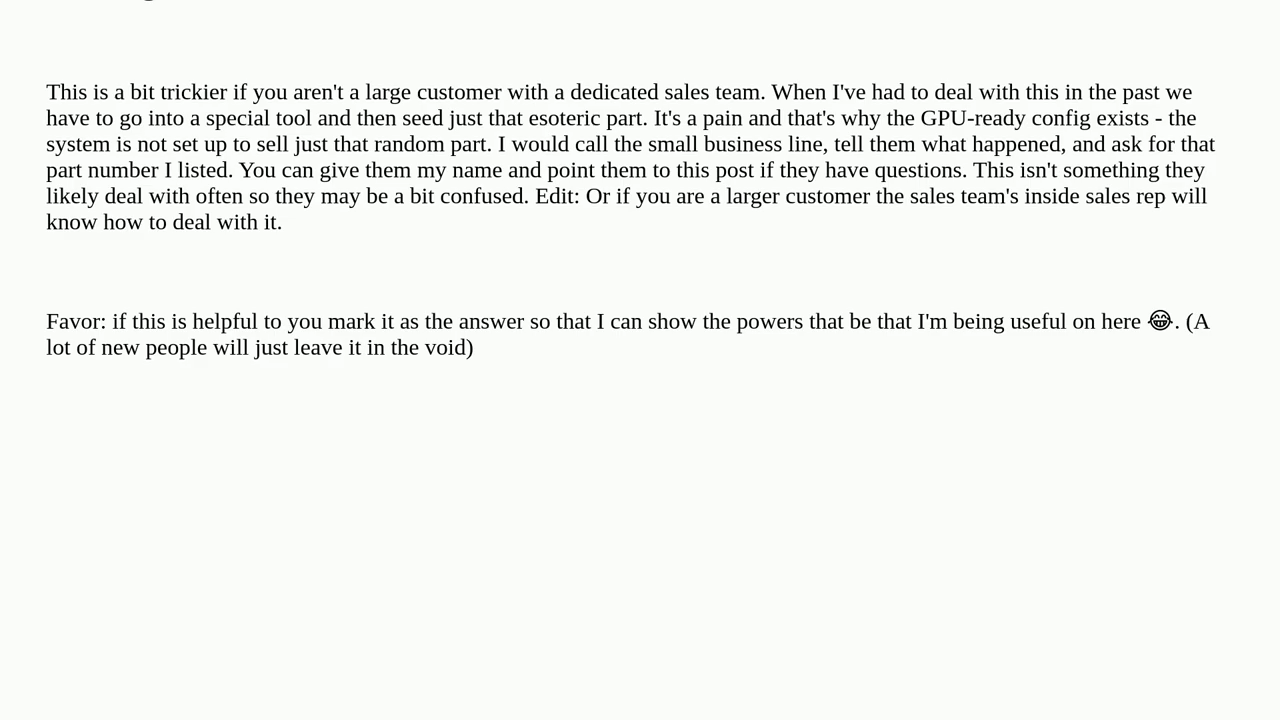 This is a bit trickier if you aren't a large customer with a dedicated sales team. When I've had to deal with this in the past we
have to go into a special tool and then seed just that esoteric part. It's a pain and that's why the GPU-ready config exists - the
system is not set up to sell just that random part. I would call the small business line, tell them what happened, and ask for that
part number I listed. You can give them my name and point them to this post if they have questions. This isn't something they
likely deal with often so they may be a bit confused. Edit: Or if you are a larger customer the sales team's inside sales rep will
know how to deal with it.
Favor: if this is helpful to you mark it as the answer so that I can show the powers that be that I'm being useful on here 😂. (A
lot of new people will just leave it in the void)